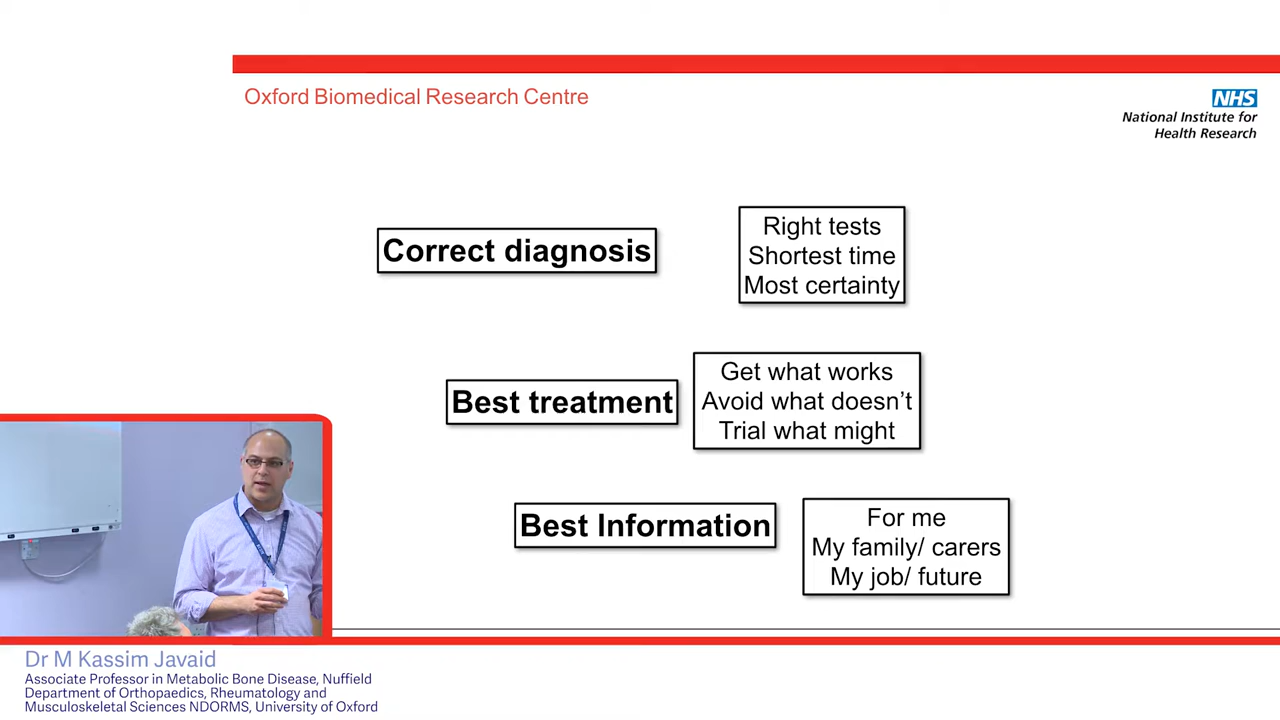 Oxford Biomedical Research Centre
NHS
National Institute for
Health Research
Correct diagnosis
Right tests
Shortest time
Most certainty
Best treatment
Get what works
Avoid what doesn’t
Trial what might
Best Information
For me
My family/ carers
My job/ future
Dr M Kassim Javaid
Associate Professor in Metabolic Bone Disease, Nuffield
Department of Orthopaedics, Rheumatology and
Musculoskeletal Sciences NDORMS, University of Oxford